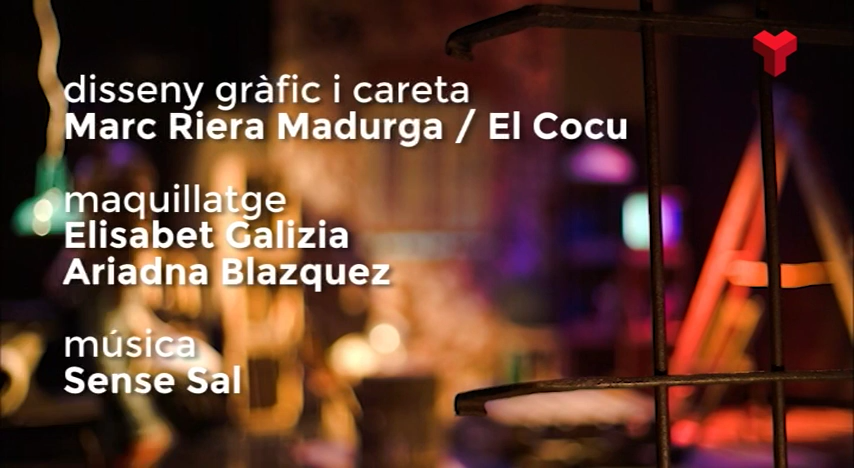 disseny gràfic i careta
Marc Riera Madurga / El Cocu
maquillatge
Elisabet Galizia
Ariadna Blazquez
música
Sense Sal